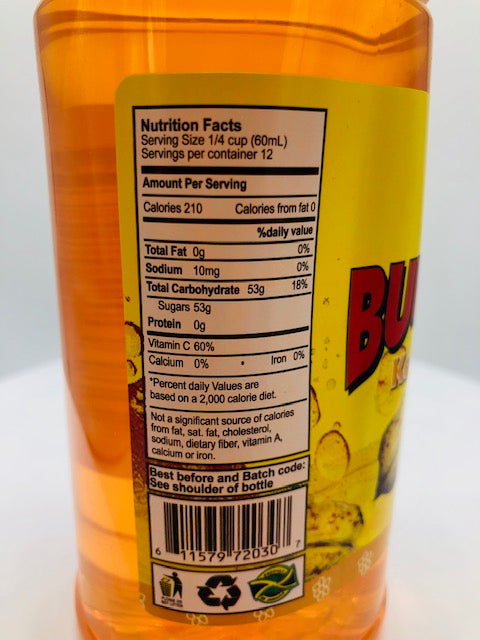 Nutrition Facts
Serving Size 1/4 cup (60mL)
Servings per container 12
Amount Per Serving
Calories 210 Calories from fat 0
%daily value
Total Fat 0g 0%
Sodium 10mg 0%
Total Carbohydrate 53g 18%
Sugars 53g
Protein 0g
Vitamin C 60%
Calcium 0% • Iron 0%
*Percent daily Values are
based on a 2,000 calorie diet.
Not a significant source of calories
from fat, sat. fat, cholesterol,
sodium, dietary fiber, vitamin A,
calcium or iron.
Best before and Batch code:
See shoulder of bottle
6 11579 72030 7
BU
K